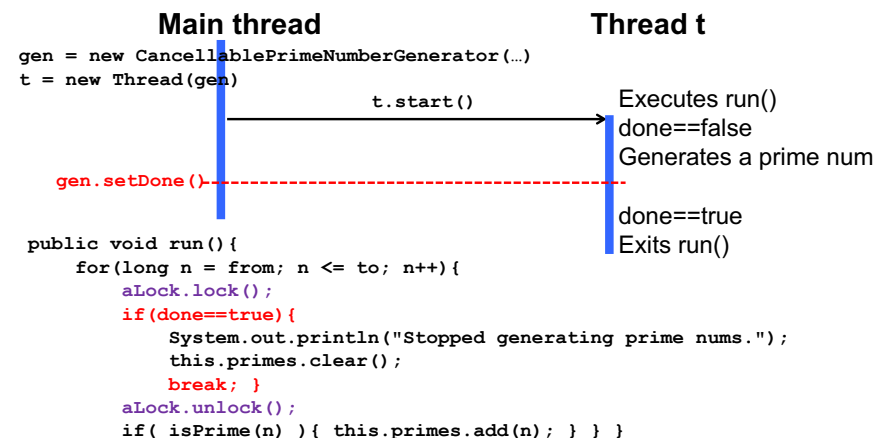 Main thread
Thread t
gen = new CancellablePrimeNumberGenerator(…)
t = new Thread(gen)
t.start()
Executes run()
done==false
Generates a prime num
gen.setDone()
done==true
Exits run()
public void run(){
for(long n = from; n <= to; n++){
aLock.lock();
if(done==true){
System.out.println("Stopped generating prime nums.");
this.primes.clear();
break; }
aLock.unlock();
if( isPrime(n) ){ this.primes.add(n); } } }